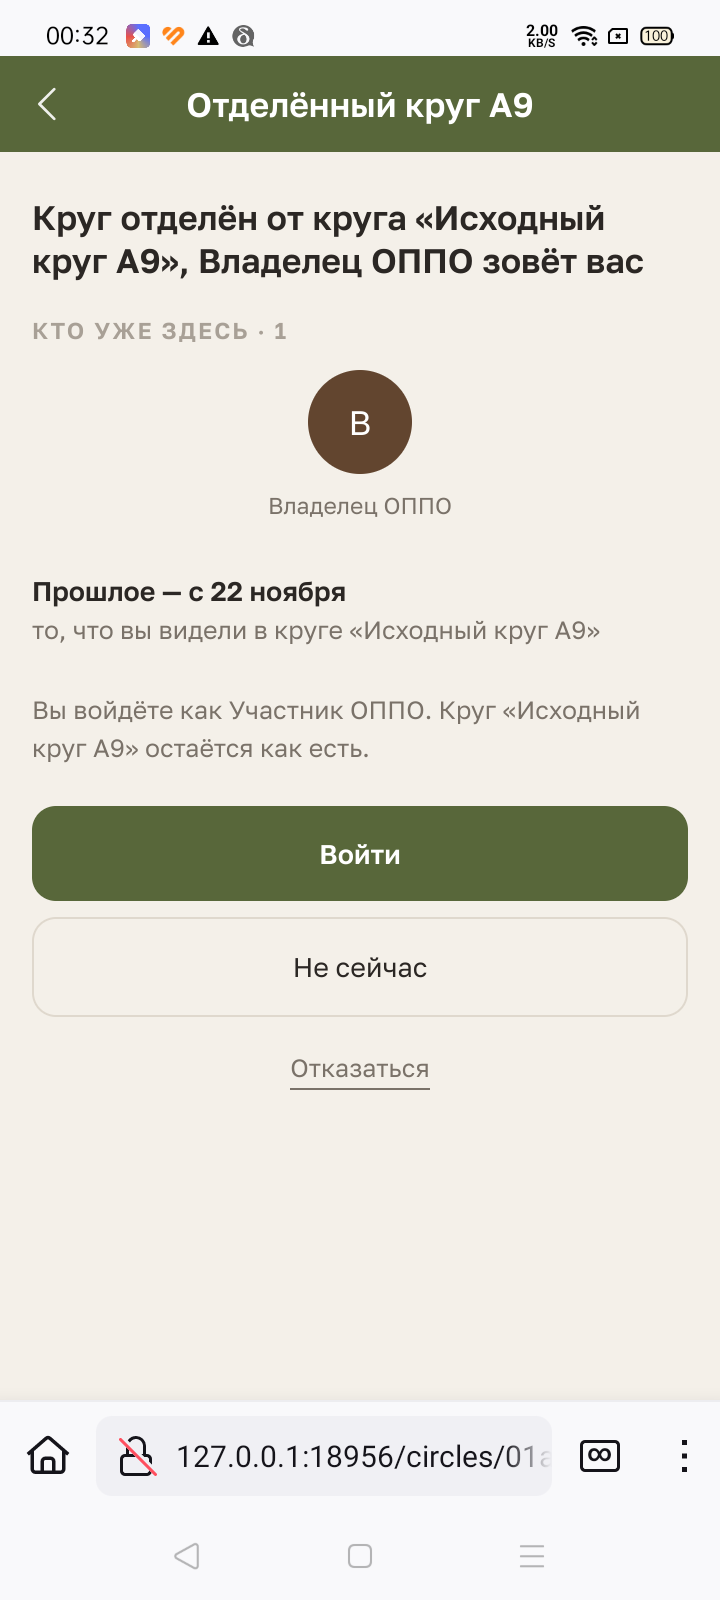 00:32
2.00
KB/S
100
Отделённый круг А9
Круг отделён от круга «Исходный
круг А9», Владелец ОППО зовёт вас
КТО УЖЕ ЗДЕСЬ · 1
В
Владелец ОППО
Прошлое — с 22 ноября
то, что вы видели в круге «Исходный круг А9»
Вы войдёте как Участник ОППО. Круг «Исходный
круг А9» остаётся как есть.
Войти
Не сейчас
Отказаться
127.0.0.1:18956/circles/01a